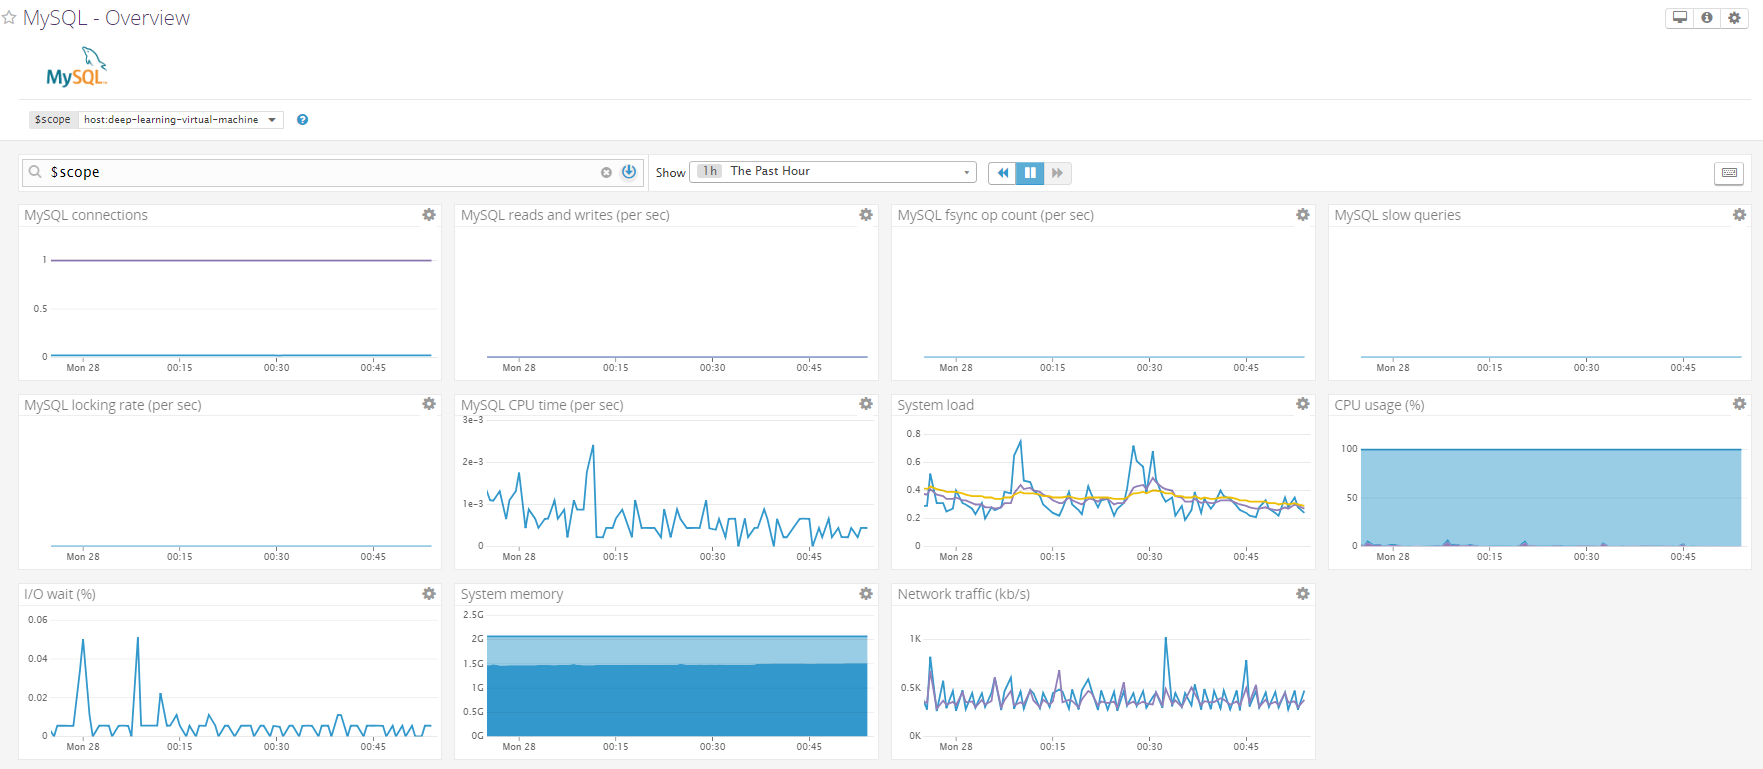 MySQL - Overview
MySQL
$scope host:deep-learning-virtual-machine
$scope
Show 1h The Past Hour
MySQL connections
1
0.5
0
Mon 28 00:15 00:30 00:45
MySQL reads and writes (per sec)
Mon 28 00:15 00:30 00:45
MySQL fsync op count (per sec)
Mon 28 00:15 00:30 00:45
MySQL slow queries
Mon 28 00:15 00:30 00:45
MySQL locking rate (per sec)
Mon 28 00:15 00:30 00:45
MySQL CPU time (per sec)
3e-3
2e-3
1e-3
0
Mon 28 00:15 00:30 00:45
System load
0.8
0.6
0.4
0.2
0
Mon 28 00:15 00:30 00:45
CPU usage (%)
100
50
0
Mon 28 00:15 00:30 00:45
I/O wait (%)
0.06
0.04
0.02
0
Mon 28 00:15 00:30 00:45
System memory
2.5G
2G
1.5G
1G
0.5G
0G
Mon 28 00:15 00:30 00:45
Network traffic (kb/s)
1K
0.5K
0K
Mon 28 00:15 00:30 00:45